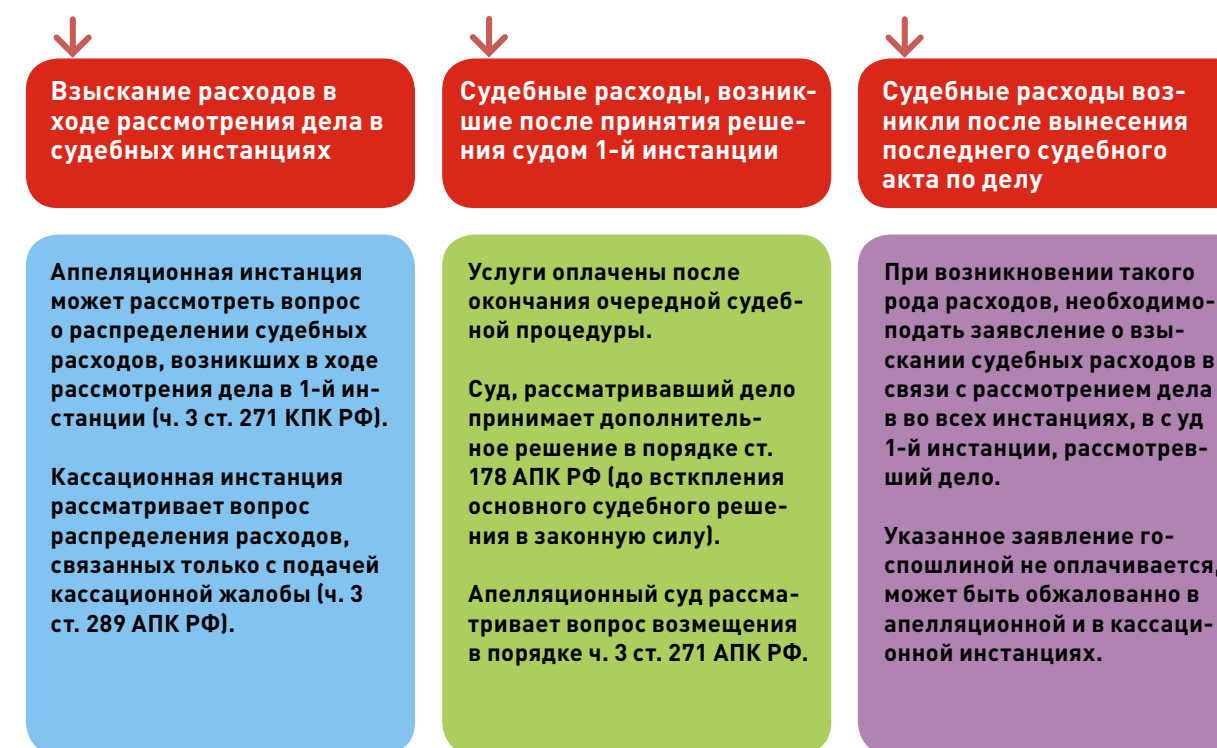 Взыскание расходов в
ходе рассмотрения дела в
судебных инстанциях
Аппеляционная инстанция
может рассмотреть вопрос
о распределении судебных
расходов, возникших в ходе
рассмотрения дела в 1-й ин-
станции (ч. 3 ст. 271 КПК РФ).
Кассационная инстанция
рассматривает вопрос
распределения расходов,
связанных только с подачей
кассационной жалобы (ч. 3
ст. 289 АПК РФ).
Судебные расходы, возник-
шие после принятия реше-
ния судом 1-й инстанции
Услуги оплачены после
окончания очередной судеб-
ной процедуры.
Суд, рассматривавший дело
принимает дополнитель-
ное решение в порядке ст.
178 АПК РФ (до всткпления
основного судебного реше-
ния в законную силу).
Апелляционный суд рассма-
тривает вопрос возмещения
в порядке ч. 3 ст. 271 АПК РФ.
Судебные расходы воз-
никли после вынесения
последнего судебного
акта по делу
При возникновении такого
рода расходов, необходимо-
подать заявсление о взы-
скании судебных расходов в
связи с рассмотрением дела
в во всех инстанциях, в с уд
1-й инстанции, рассмотрев-
ший дело.
Указанное заявление го-
спошлиной не оплачивается,
может быть обжалованно в
апелляционной и в кассаци-
онной инстанциях.